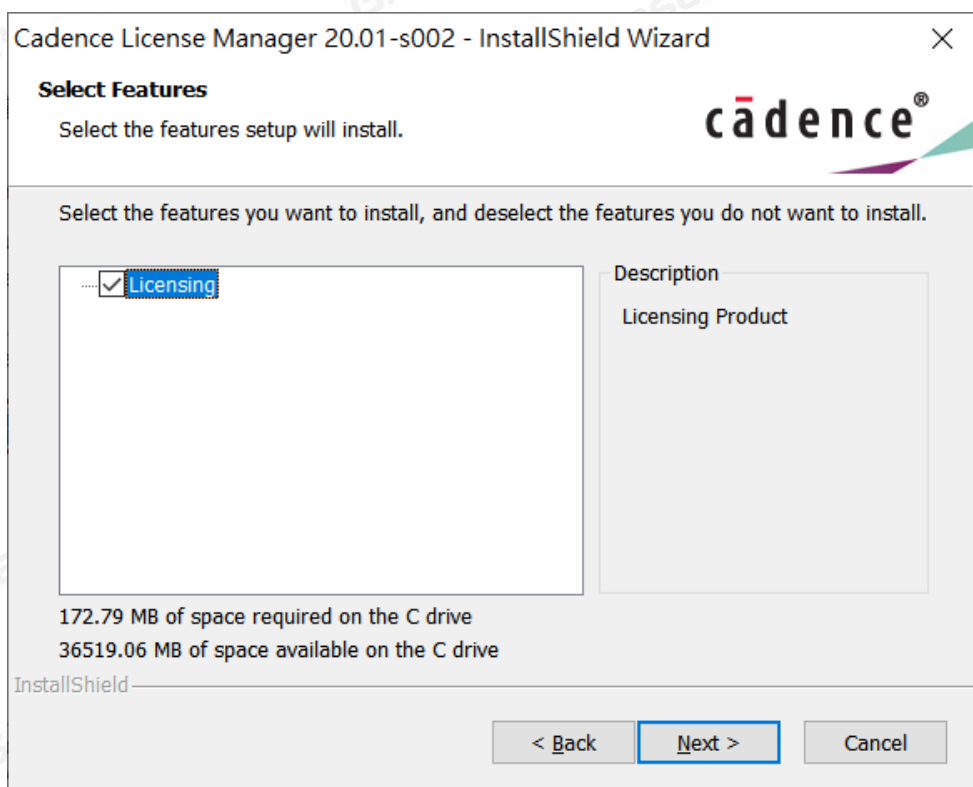 Cadence License Manager 20.01-s002 - InstallShield Wizard
Select Features
Select the features setup will install.
cādence®
Select the features you want to install, and deselect the features you do not want to install.
Licensing
Description
Licensing Product
172.79 MB of space required on the C drive
36519.06 MB of space available on the C drive
InstallShield
< Back
Next >
Cancel